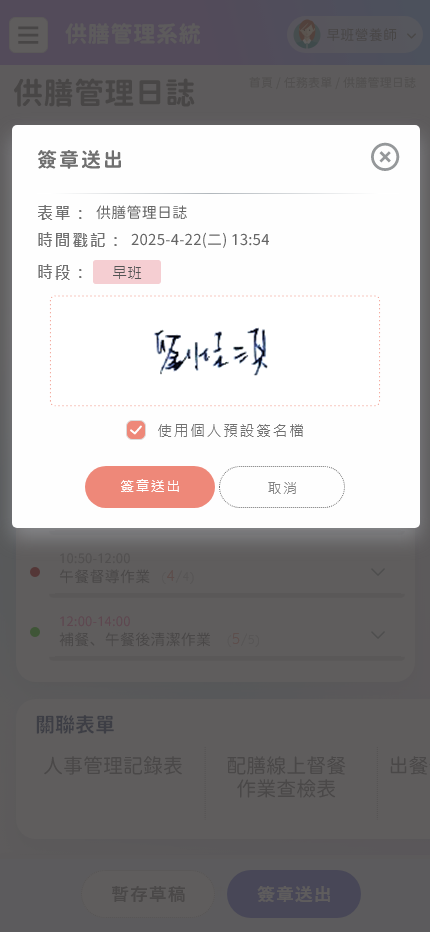 供膳管理系統
早班營養師
供膳管理日誌
首頁 / 任務表單 / 供膳管理日誌
簽章送出
表單： 供膳管理日誌
時間戳記： 2025-4-22(二) 13:54
時段： 早班
使用個人預設簽名檔
簽章送出
取消
10:50-12:00
午餐督導作業 (4/4)
12:00-14:00
補餐、午餐後清潔作業 (5/5)
關聯表單
人事管理記錄表
配膳線上督餐
作業查檢表
出餐
暫存草稿
簽章送出